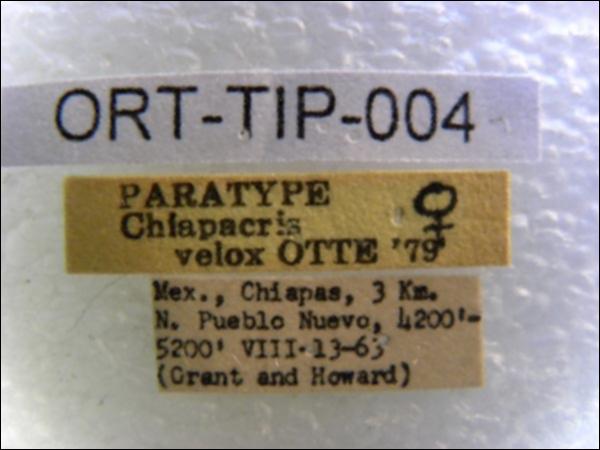 ORT-TIP-004
PARATYPE ♀
Chiapacris
velox OTTE '79
Mex., Chiapas, 3 Km.
N. Pueblo Nuevo, 4200'-
5200' VIII-13-63
(Grant and Howard)